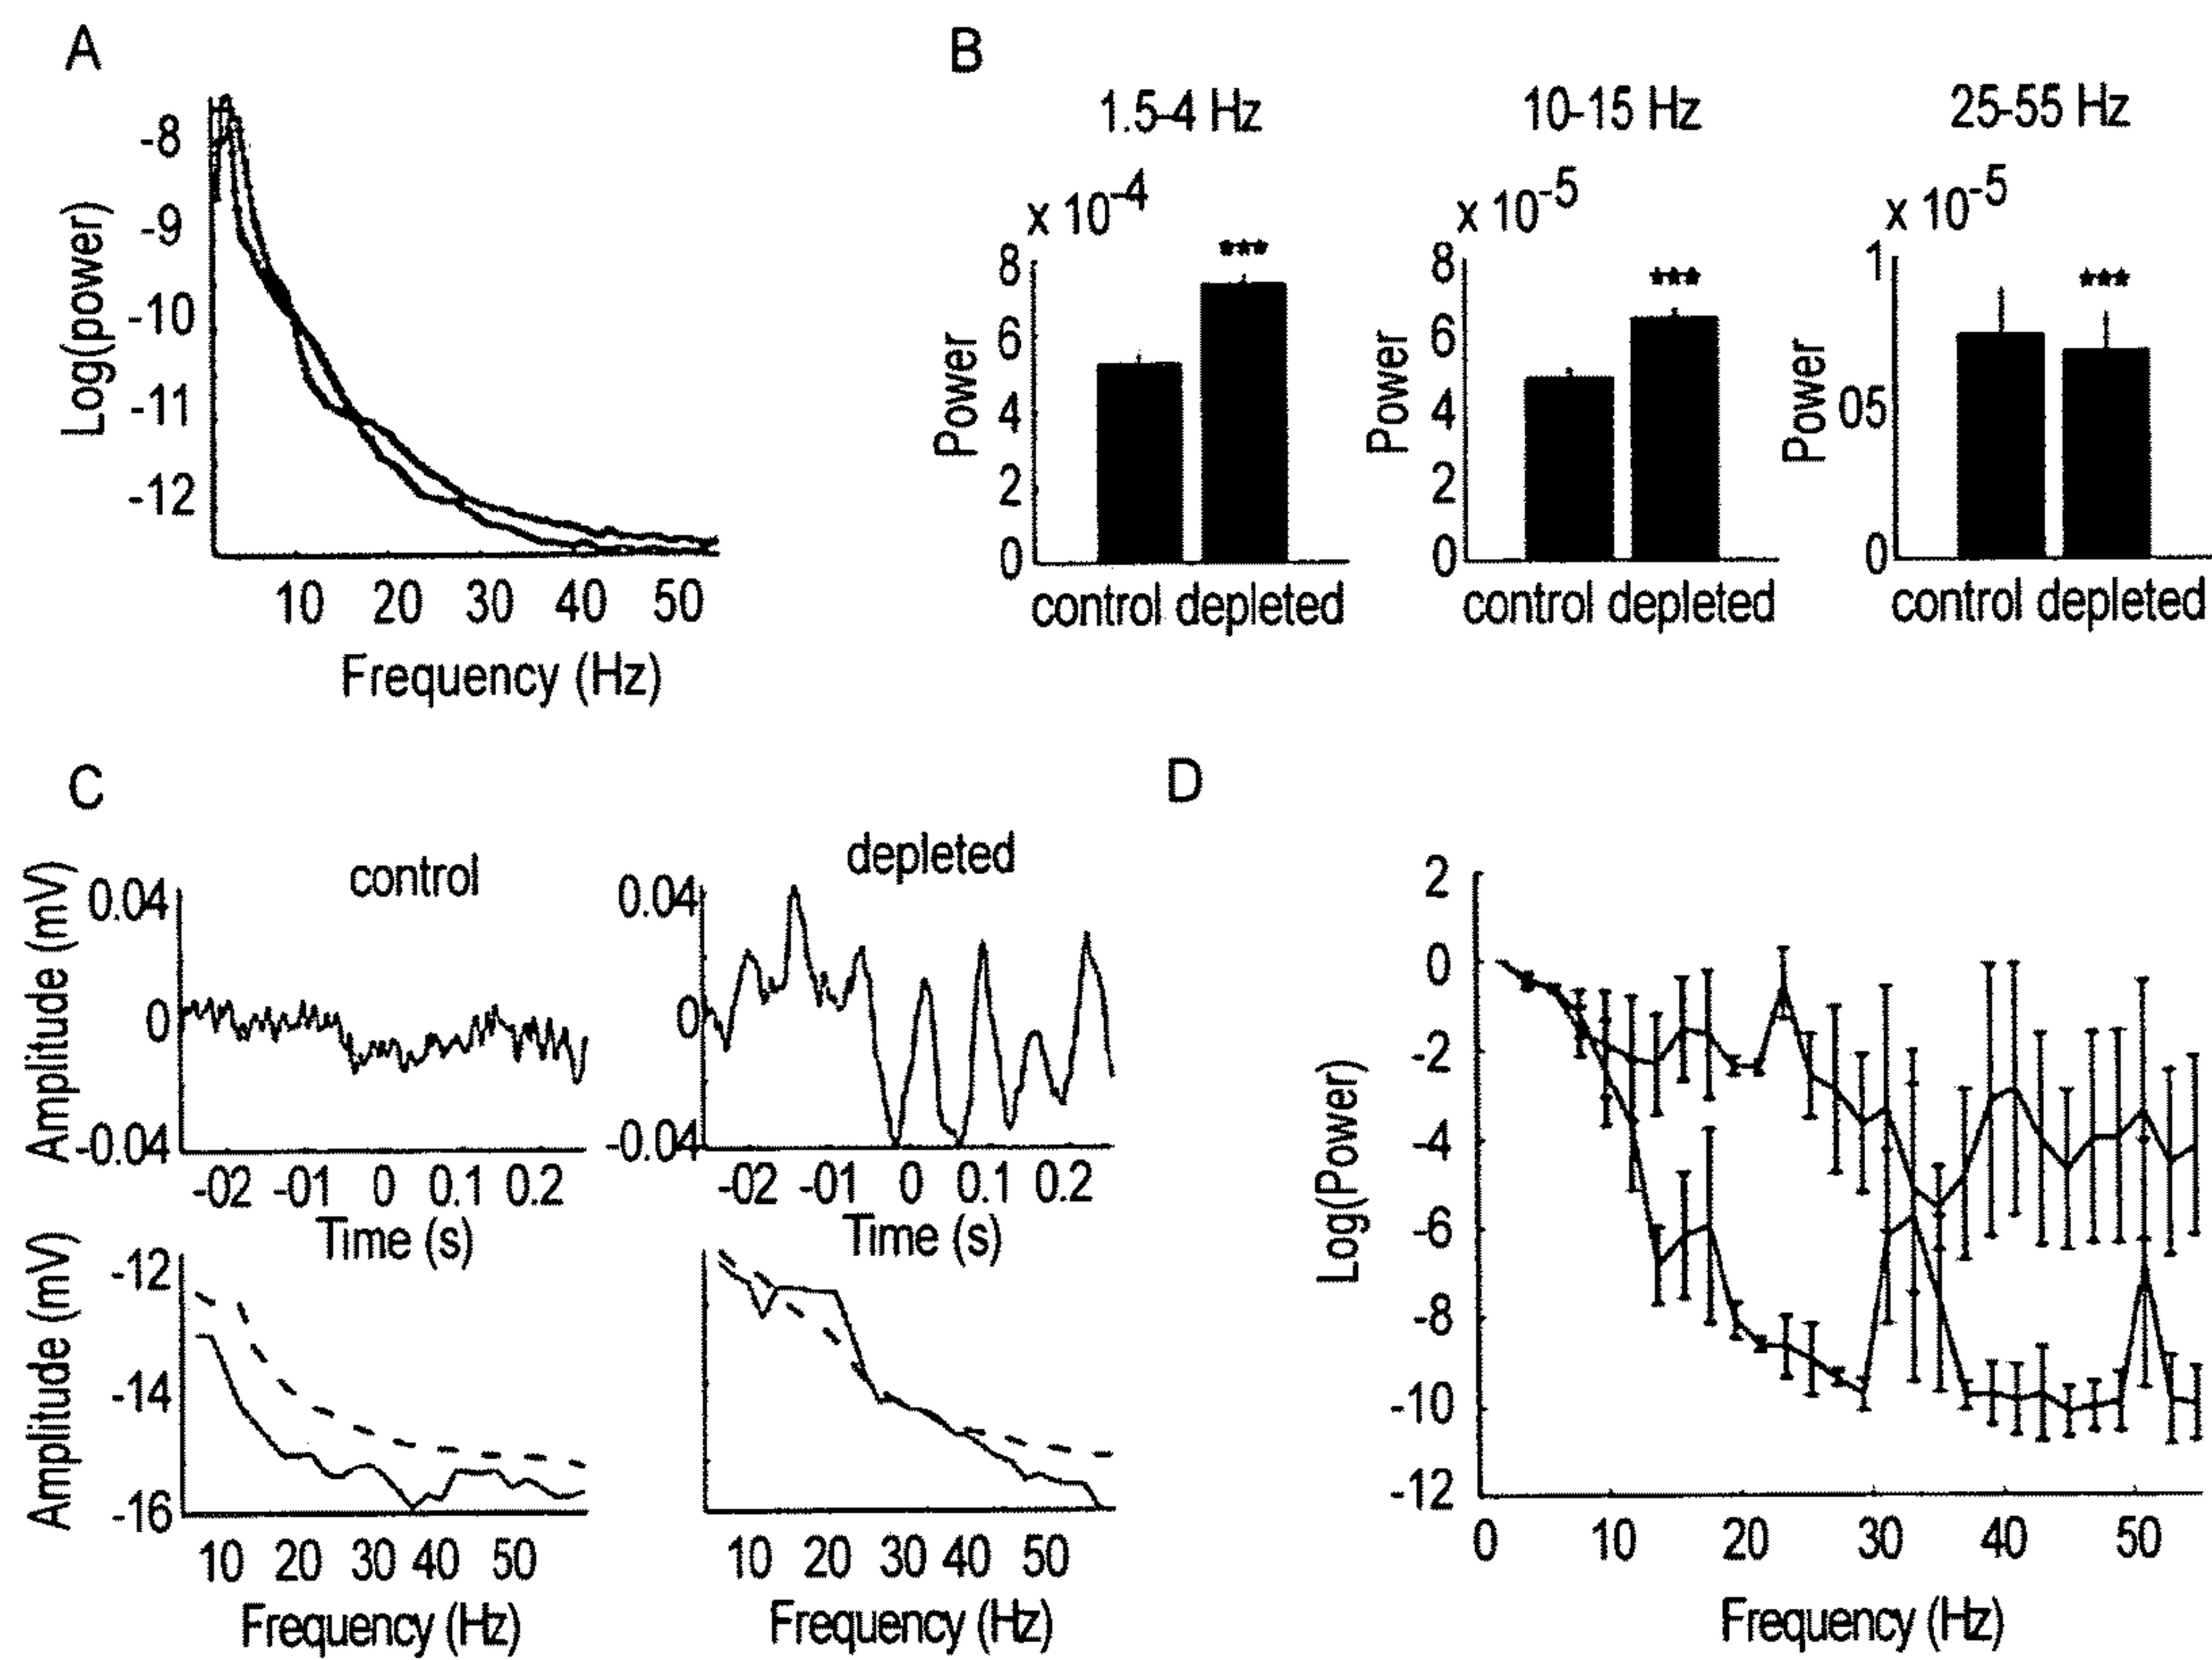 A
-8
-9
-10
-11
-12
Log(power)
10 20 30 40 50
Frequency (Hz)
B
1.5-4 Hz
x 10-4
***
8
6
4
2
0
Power
control depleted
10-15 Hz
x 10-5
***
8
6
4
2
0
Power
control depleted
25-55 Hz
x 10-5
***
1
05
0
Power
control depleted
C
control
0.04
0
-0.04
Amplitude (mV)
-02 -01 0 0.1 0.2
Time (s)
depleted
0.04
0
-0.04
-02 -01 0 0.1 0.2
Time (s)
-12
-14
-16
Amplitude (mV)
10 20 30 40 50
Frequency (Hz)
10 20 30 40 50
Frequency (Hz)
D
2
0
-2
-4
-6
-8
-10
-12
Log(Power)
0 10 20 30 40 50
Frequency (Hz)